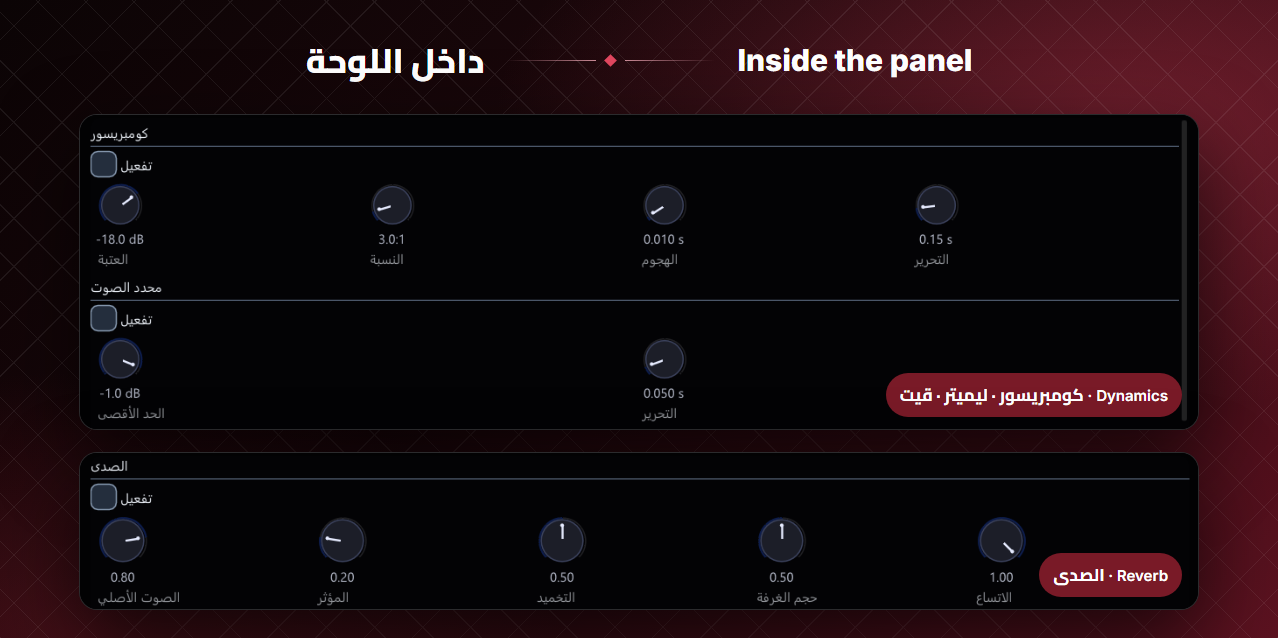 داخل اللوحة
Inside the panel
كومبريسور
تفعيل
-18.0 dB
3.0:1
0.010 s
0.15 s
العتبة
النسبة
الهجوم
التحرير
محدد الصوت
تفعيل
-1.0 dB
0.050 s
الحد الأقصى
التحرير
Dynamics · كومبريسور · ليميتر · قيت
الصدى
تفعيل
0.80
0.20
0.50
0.50
1.00
الصوت الأصلي
المؤثر
التخميد
حجم الغرفة
الاتساع
Reverb · الصدى